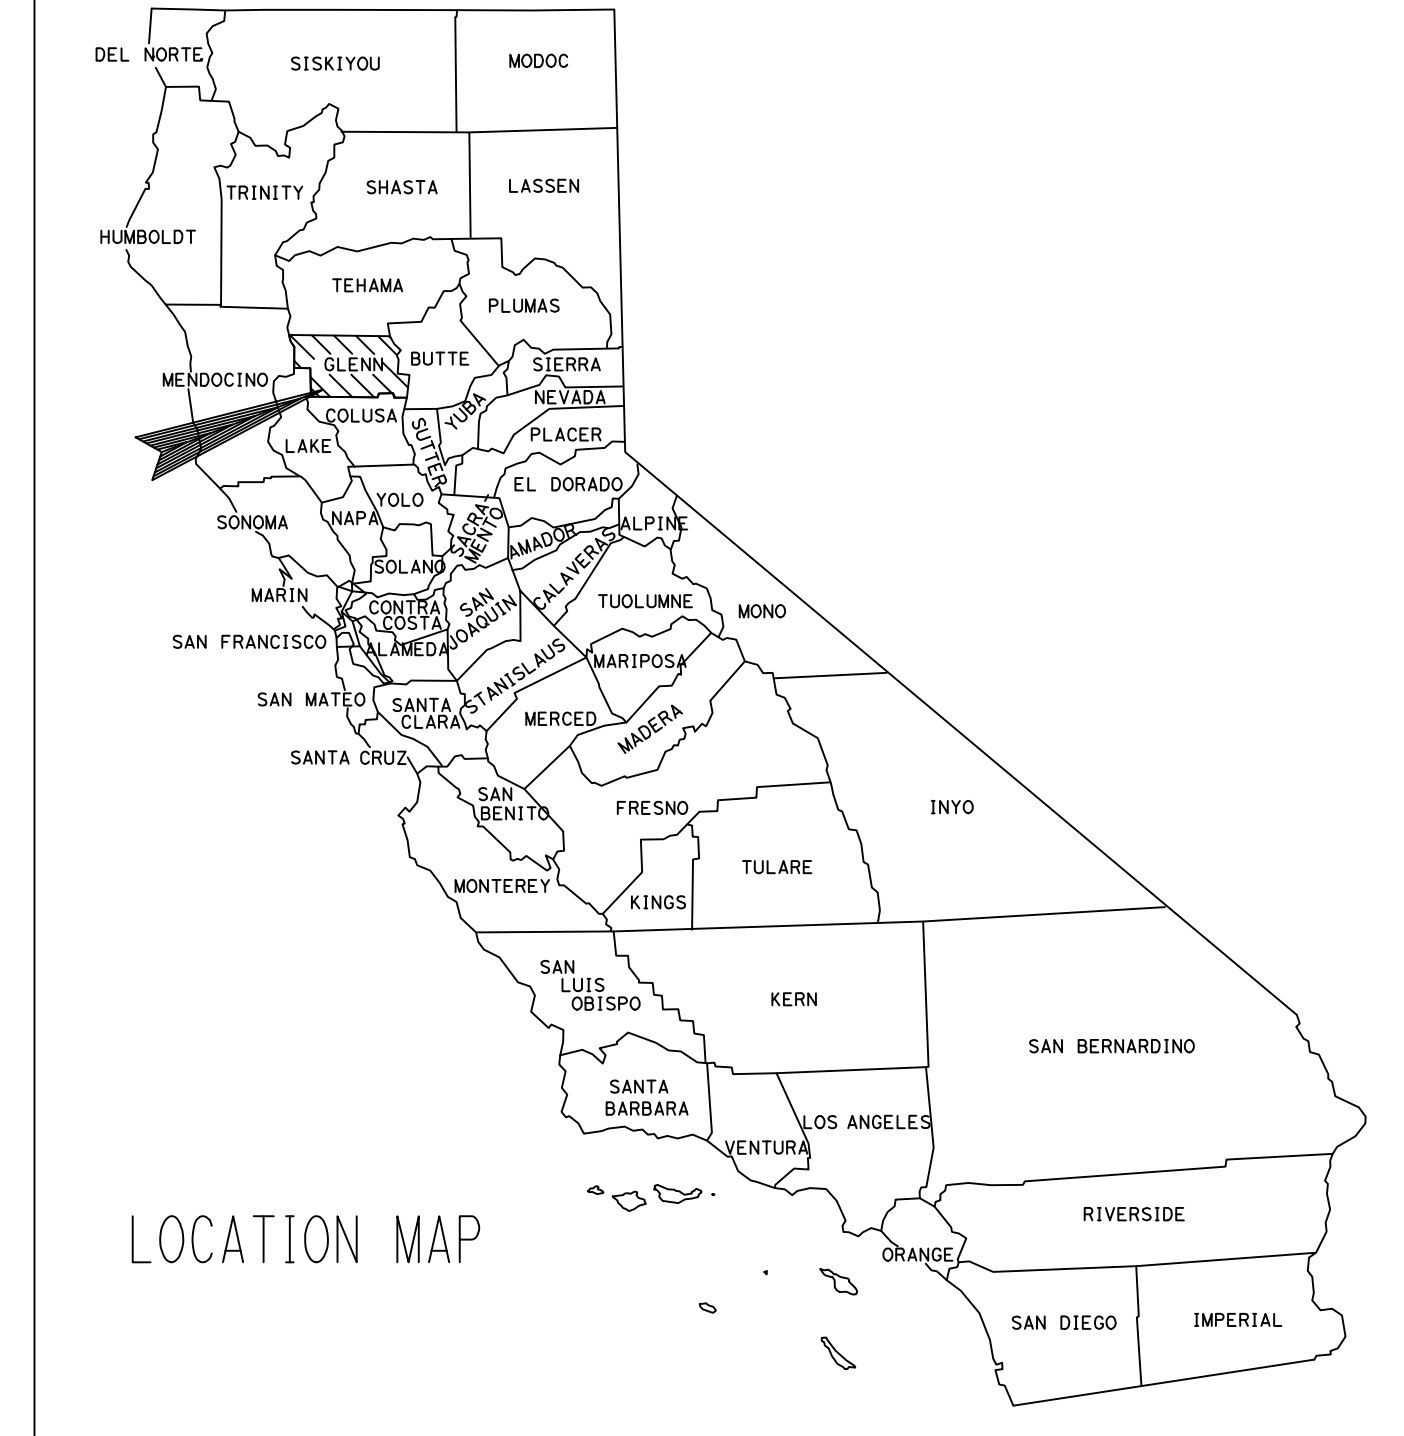 DEL NORTE
SISKIYOU
MODOC
TRINITY
SHASTA
LASSEN
HUMBOLDT
TEHAMA
PLUMAS
MENDOCINO
GLENN
BUTTE
SIERRA
COLUSA
YUBA
NEVADA
LAKE
SUTTER
PLACER
SONOMA
NAPA
YOLO
SACRA-
MENTO
EL DORADO
SOLANO
AMADOR
ALPINE
MARIN
CONTRA
COSTA
SAN
JOAQUIN
CALAVERAS
TUOLUMNE
MONO
SAN FRANCISCO
ALAMEDA
STANISLAUS
MARIPOSA
SAN MATEO
SANTA
CLARA
MERCED
MADERA
SANTA CRUZ
SAN
BENITO
FRESNO
INYO
MONTEREY
KINGS
TULARE
SAN
LUIS
OBISPO
KERN
SAN BERNARDINO
SANTA
BARBARA
VENTURA
LOS ANGELES
LOCATION MAP
ORANGE
RIVERSIDE
SAN DIEGO
IMPERIAL